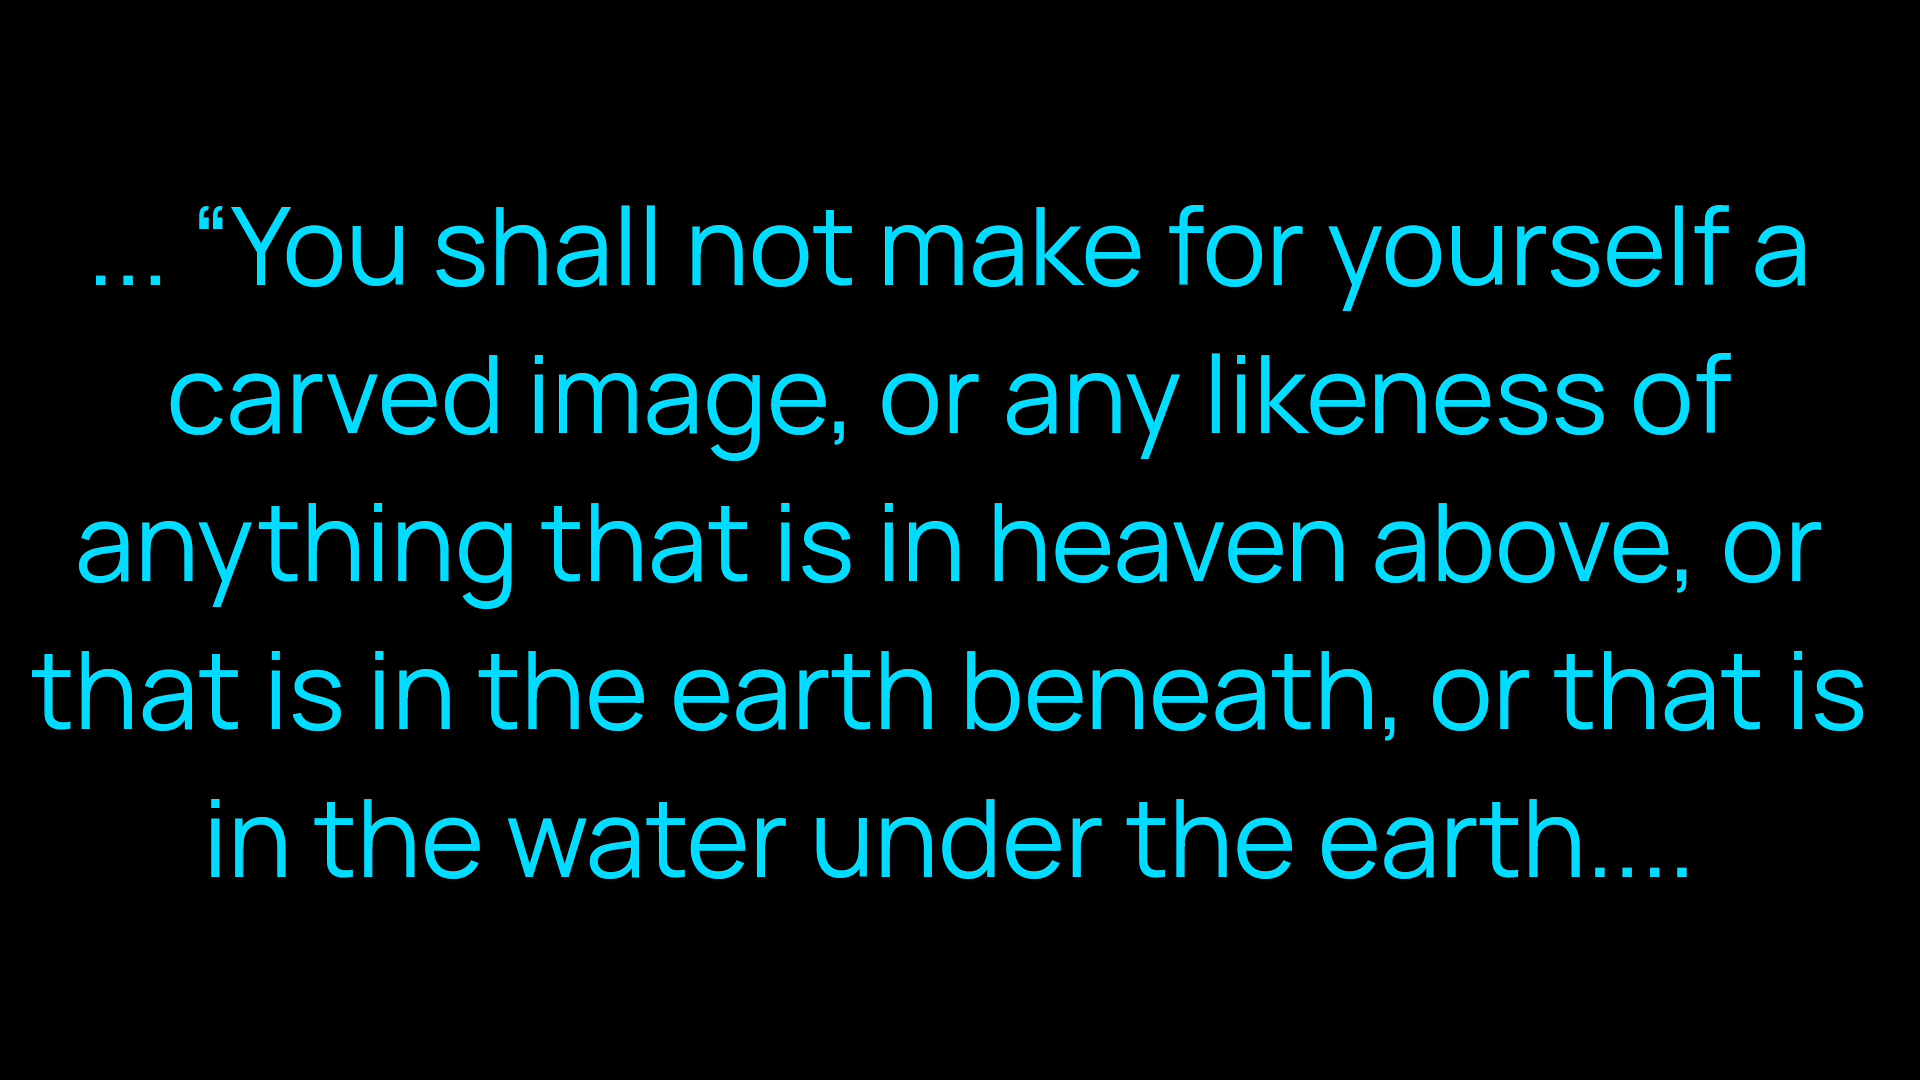 ... “You shall not make for yourself a
carved image, or any likeness of
anything that is in heaven above, or
that is in the earth beneath, or that is
in the water under the earth....